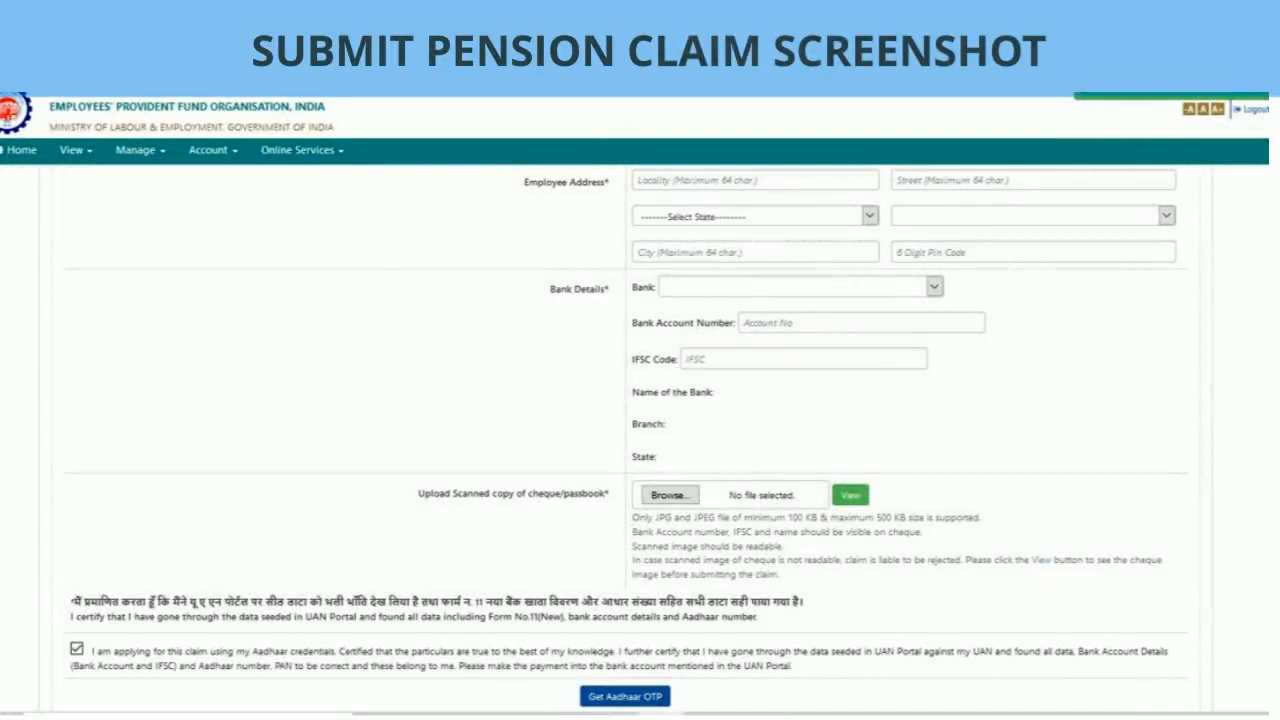 SUBMIT PENSION CLAIM SCREENSHOT
EMPLOYEES' PROVIDENT FUND ORGANISATION, INDIA
MINISTRY OF LABOUR & EMPLOYMENT, GOVERNMENT OF INDIA
-A A A+ Logout
Home View Manage Account Online Services
Employee Address* Locality (Maximum 64 char.) Street (Maximum 64 char.)
-------Select State--------
City (Maximum 64 char.) 6 Digit Pin Code
Bank Details* Bank:
Bank Account Number: Account No
IFSC Code: IFSC
Name of the Bank:
Branch:
State:
Upload Scanned copy of cheque/passbook* Browse... No file selected. View
Only JPG and JPEG file of minimum 100 KB & maximum 500 KB size is supported.
Bank Account number, IFSC and name should be visible on cheque.
Scanned image should be readable.
In case scanned image of cheque is not readable, claim is liable to be rejected. Please click the View button to see the cheque
image before submitting the claim.
'मैं प्रमाणित करता हूँ कि मैंने यू ए एन पोर्टल पर सीड डाटा को भली भाँति देख लिया है तथा फार्म न. 11 नया बैंक खाता विवरण और आधार संख्या सहित सभी डाटा सही पाया गया है।
I certify that I have gone through the data seeded in UAN Portal and found all data including Form No.11(New), bank account details and Aadhaar number.
I am applying for this claim using my Aadhaar credentials. Certified that the particulars are true to the best of my knowledge. I further certify that I have gone through the data seeded in UAN Portal against my UAN and found all data, Bank Account Details
(Bank Account and IFSC) and Aadhaar number, PAN to be correct and these belong to me. Please make the payment into the bank account mentioned in the UAN Portal.
Get Aadhaar OTP